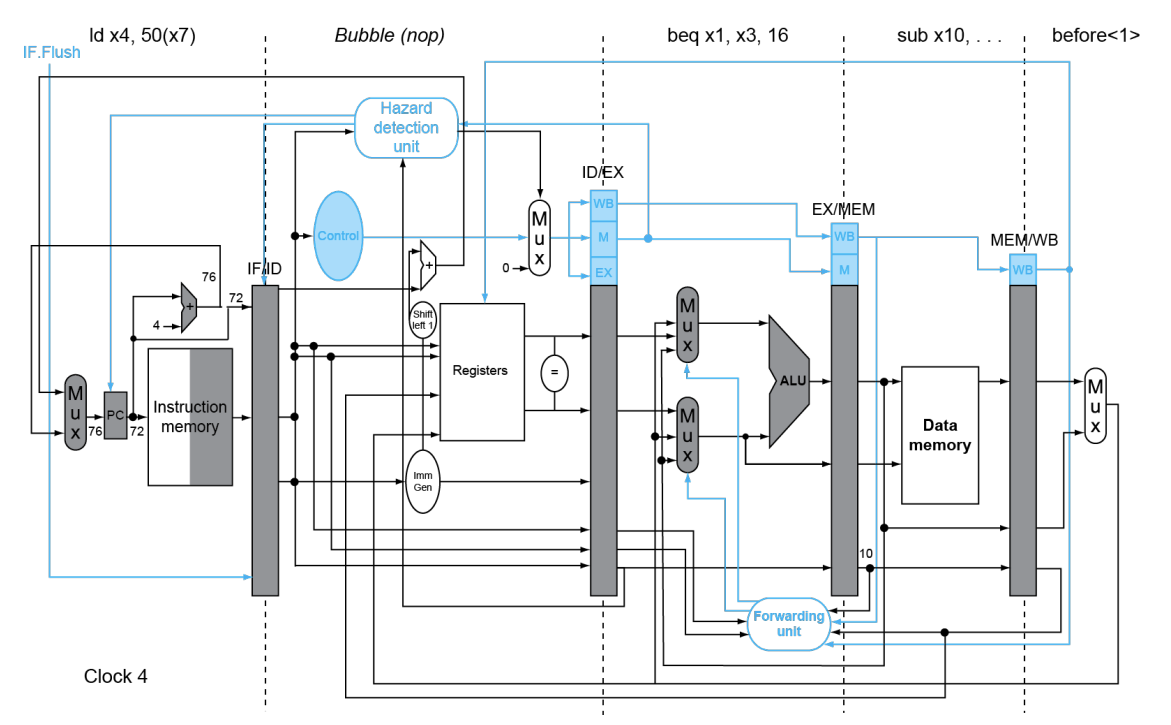 ld x4, 50(x7)
Bubble (nop)
beq x1, x3, 16
sub x10, . . .
before<1>
IF.Flush
Hazard
detection
unit
ID/EX
WB
EX/MEM
Control
M
u
x
M
WB
MEM/WB
0
EX
M
WB
IF/ID
76
72
+
+
4
Shift
left 1
M
u
x
=
Registers
ALU
M
u
x
PC
Instruction
memory
M
u
x
M
u
x
76
72
Data
memory
Imm
Gen
10
Forwarding
unit
Clock 4